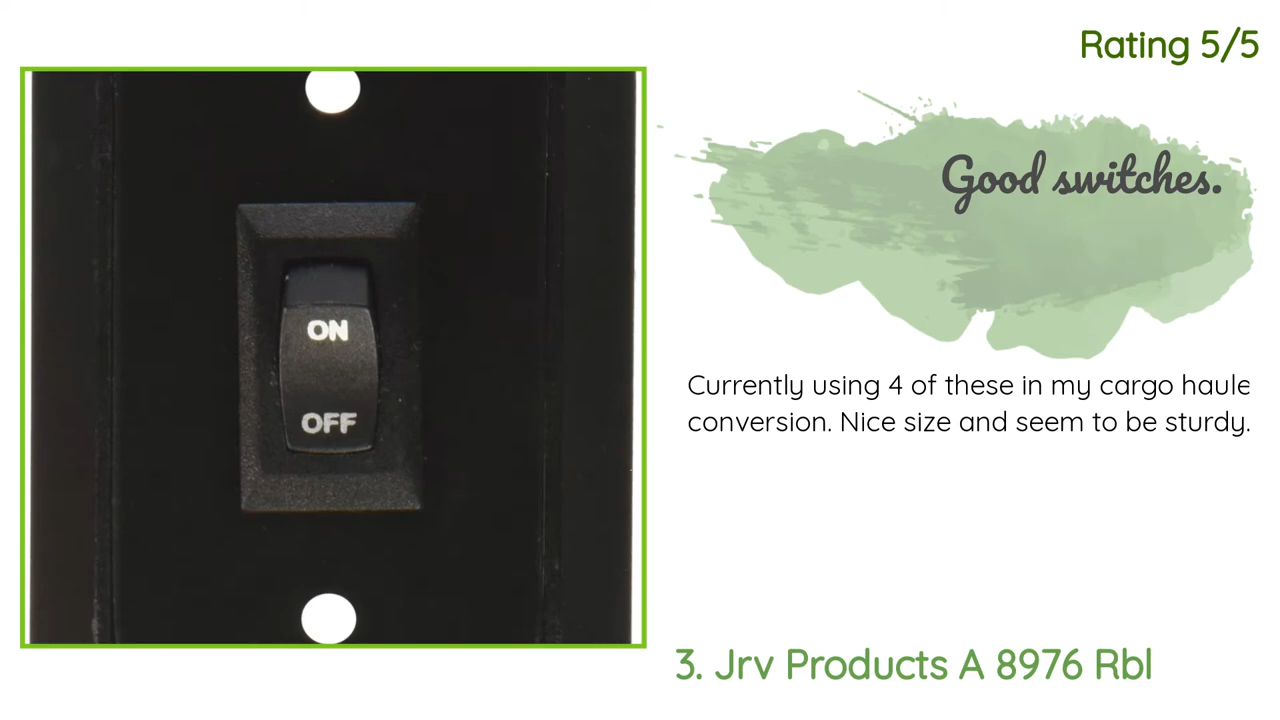 Rating 5/5
Good switches.
ON
OFF
Currently using 4 of these in my cargo haule
conversion. Nice size and seem to be sturdy.
3. Jrv Products A 8976 Rbl